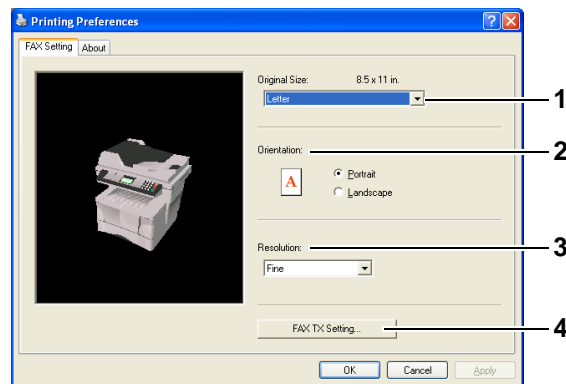 Printing Preferences
FAX Setting
About
Original Size: 8.5 x 11 in.
Letter
1
Orientation:
2
A
Portrait
Landscape
Resolution:
3
Fine
FAX TX Setting...
4
OK
Cancel
Apply